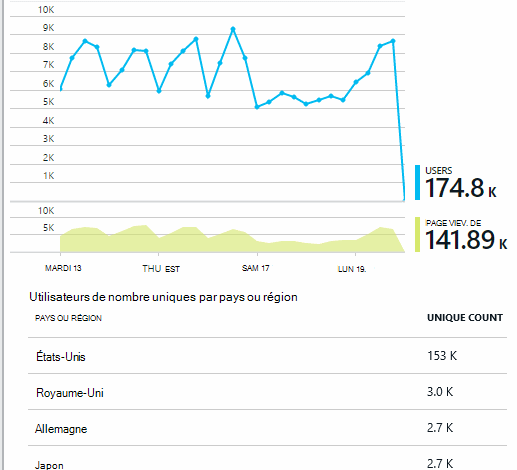 10K
9K
8K
7K
6K
5K
4K
3K
2K
1K
USERS
174.8 K
10K
5K
PAGE VIEV. DE
141.89 K
MARDI 13 THU EST SAM 17 LUN 19.
Utilisateurs de nombre uniques par pays ou région
PAYS OU RÉGION UNIQUE COUNT
États-Unis 153 K
Royaume-Uni 3.0 K
Allemagne 2.7 K
Japon 2.7 K